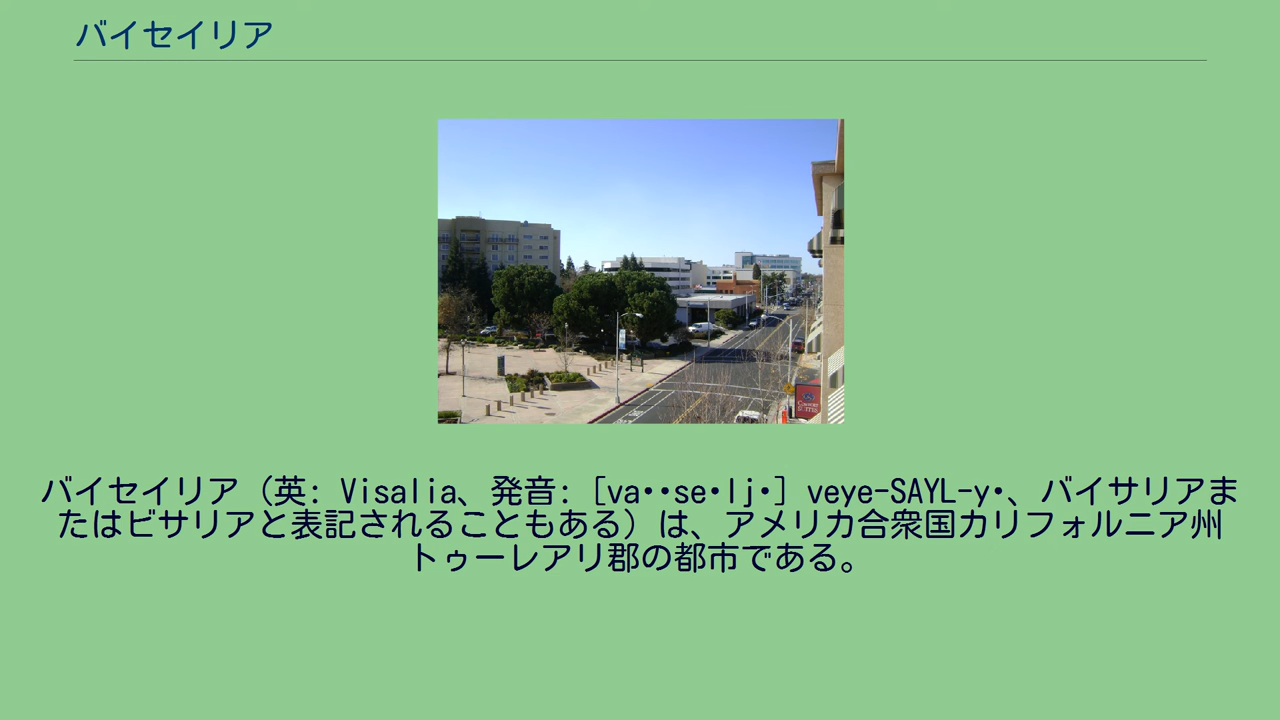 バイセイリア
バイセイリア（英: Visalia、発音: [va••se•lj•] veye-SAYL-y•、バイサリアま
たはビサリアと表記されることもある）は、アメリカ合衆国カリフォルニア州
トゥーレアリ郡の都市である。